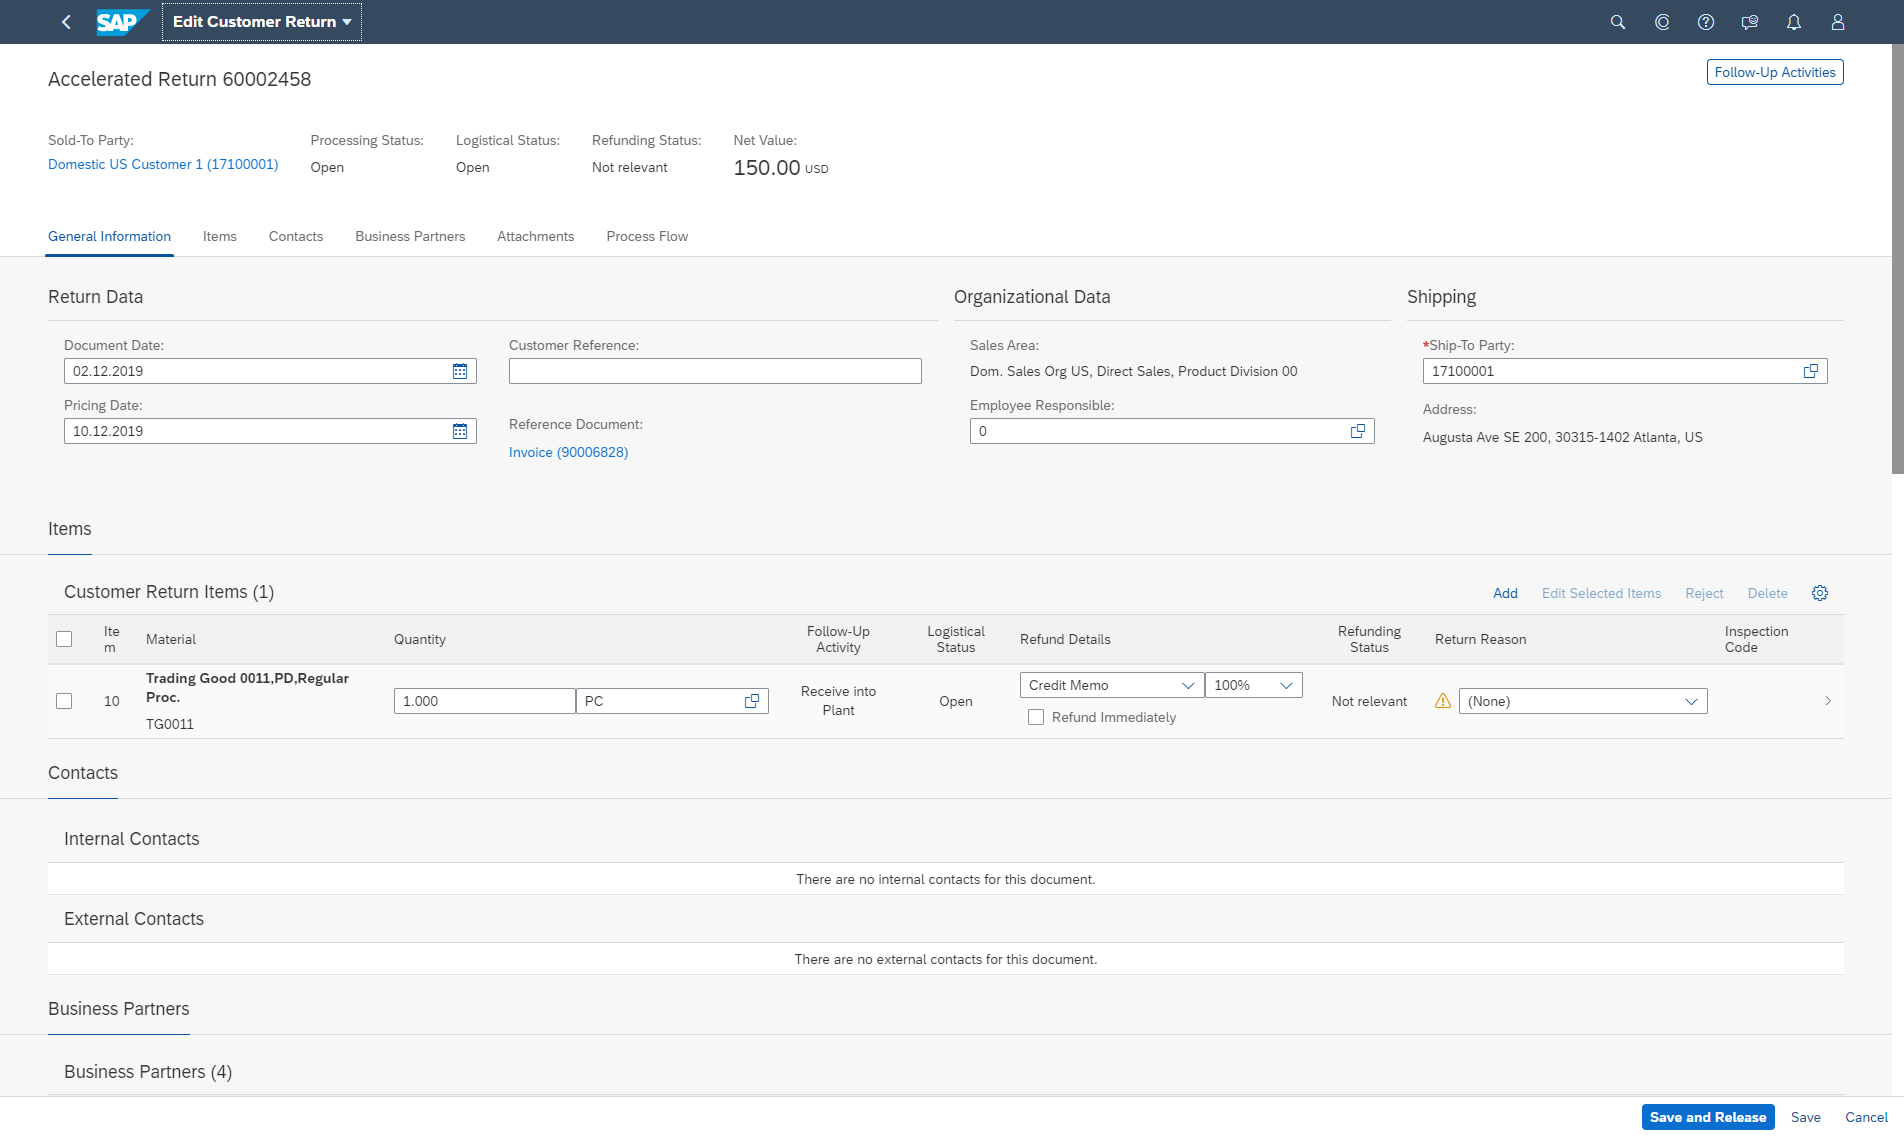 SAP
Edit Customer Return
Accelerated Return 60002458
Follow-Up Activities
Sold-To Party:
Domestic US Customer 1 (17100001)
Processing Status:
Open
Logistical Status:
Open
Refunding Status:
Not relevant
Net Value:
150.00 USD
General Information
Items
Contacts
Business Partners
Attachments
Process Flow
Return Data
Document Date:
02.12.2019
Pricing Date:
10.12.2019
Customer Reference:
Reference Document:
Invoice (90006828)
Organizational Data
Sales Area:
Dom. Sales Org US, Direct Sales, Product Division 00
Employee Responsible:
0
Shipping
*Ship-To Party:
17100001
Address:
Augusta Ave SE 200, 30315-1402 Atlanta, US
Items
Customer Return Items (1)
Add
Edit Selected Items
Reject
Delete
Ite
m
Material
Quantity
Follow-Up
Activity
Logistical
Status
Refund Details
Refunding
Status
Return Reason
Inspection
Code
10
Trading Good 0011,PD,Regular
Proc.
TG0011
1.000
PC
Receive into
Plant
Open
Credit Memo
100%
Refund Immediately
Not relevant
(None)
Contacts
Internal Contacts
There are no internal contacts for this document.
External Contacts
There are no external contacts for this document.
Business Partners
Business Partners (4)
Save and Release
Save
Cancel